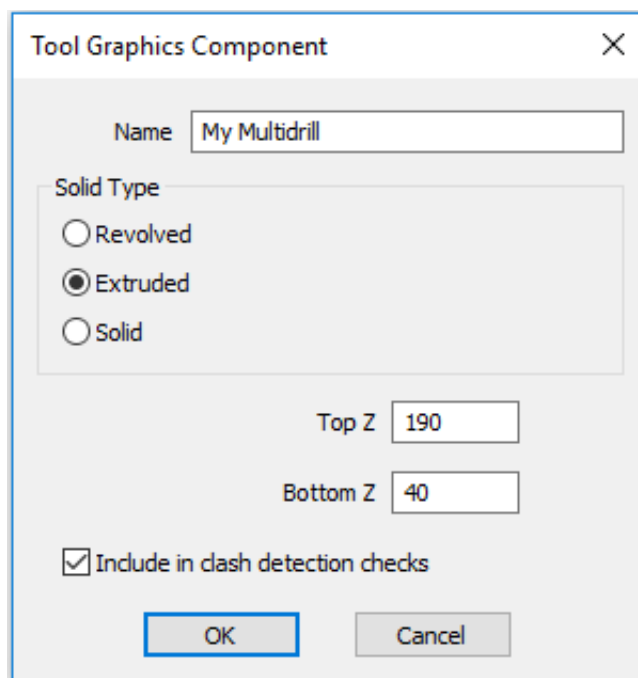 Tool Graphics Component
Name My Multidrill
Solid Type
Revolved
Extruded
Solid
Top Z 190
Bottom Z 40
Include in clash detection checks
OK Cancel